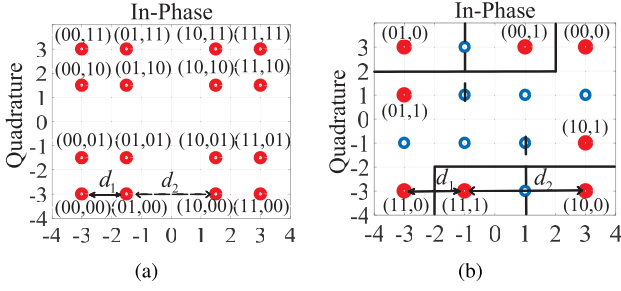 In-Phase
(00,11) (01,11) (10,11) (11,11)
3
(00,10) (01,10) (10,10) (11,10)
2
1
0
-1
(00,01) (01,01) (10,01) (11,01)
-2
d1 d2
-3
(00,00) (01,00) (10,00) (11,00)
-4
-4 -3 -2 -1 0 1 2 3 4
Quadrature
(a)
In-Phase
(01,0) (00,1) (00,0)
3
2
1
(01,1)
0
(10,1)
-1
-2
d1 d2
-3
(11,0) (11,1) (10,0)
-4
-4 -3 -2 -1 0 1 2 3 4
Quadrature
(b)